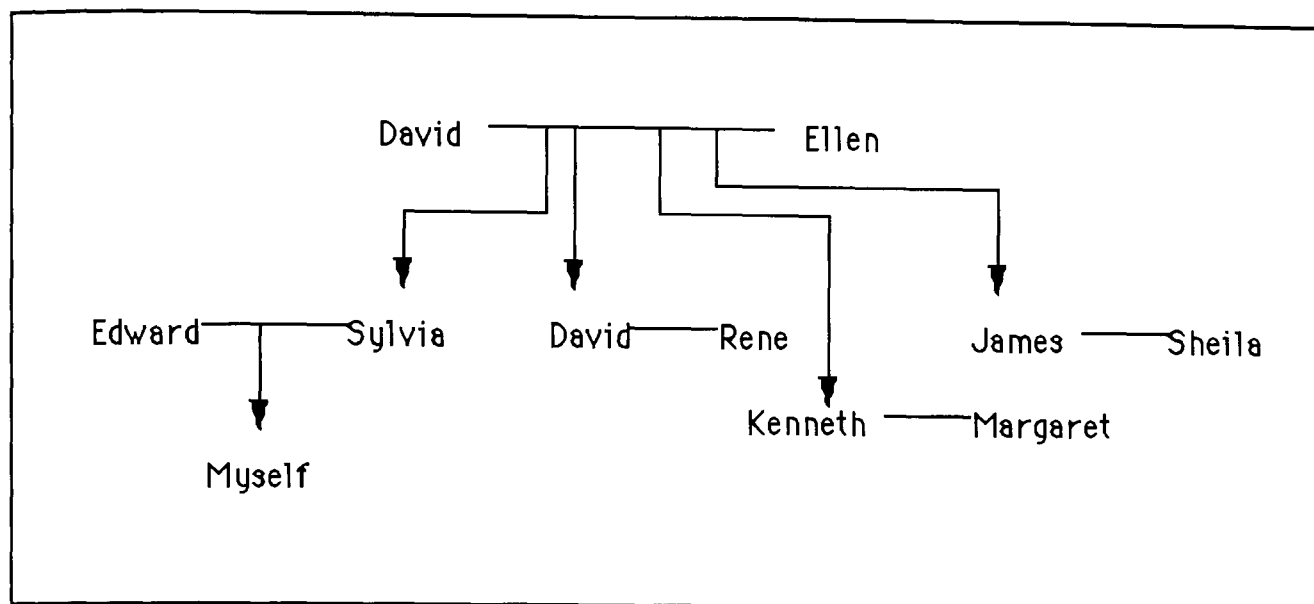 David Ellen
Edward Sylvia David Rene James Sheila
Kenneth Margaret
Myself